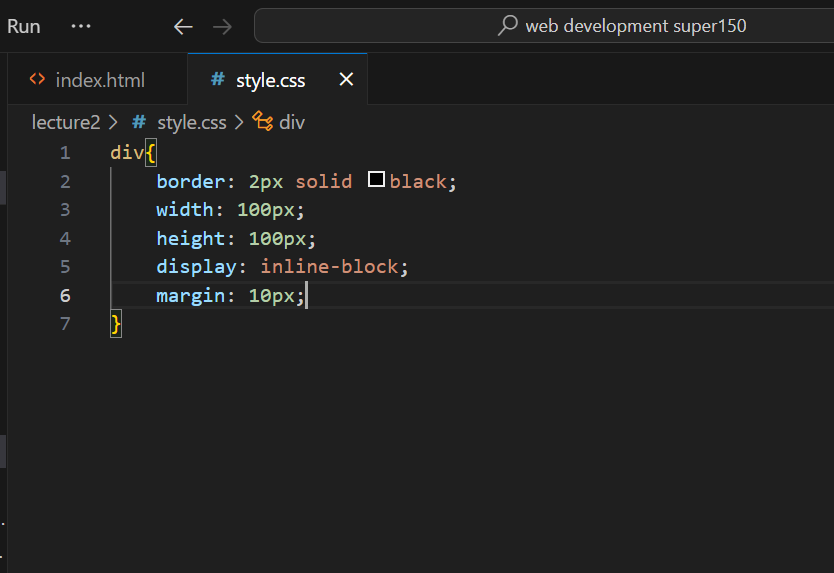 Run ··· ← → web development super150
<> index.html # style.css ×
lecture2 > # style.css > div
1 div{
2 border: 2px solid black;
3 width: 100px;
4 height: 100px;
5 display: inline-block;
6 margin: 10px;
7 }